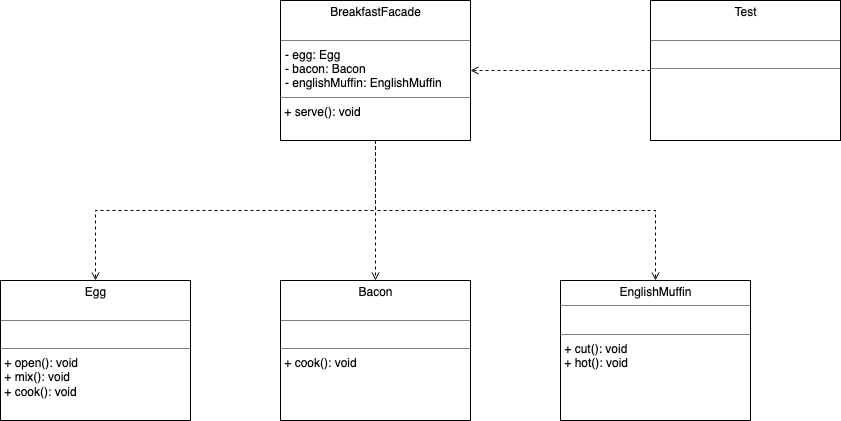 BreakfastFacade
- egg: Egg
- bacon: Bacon
- englishMuffin: EnglishMuffin
+ serve(): void
Test
Egg
+ open(): void
+ mix(): void
+ cook(): void
Bacon
+ cook(): void
EnglishMuffin
+ cut(): void
+ hot(): void